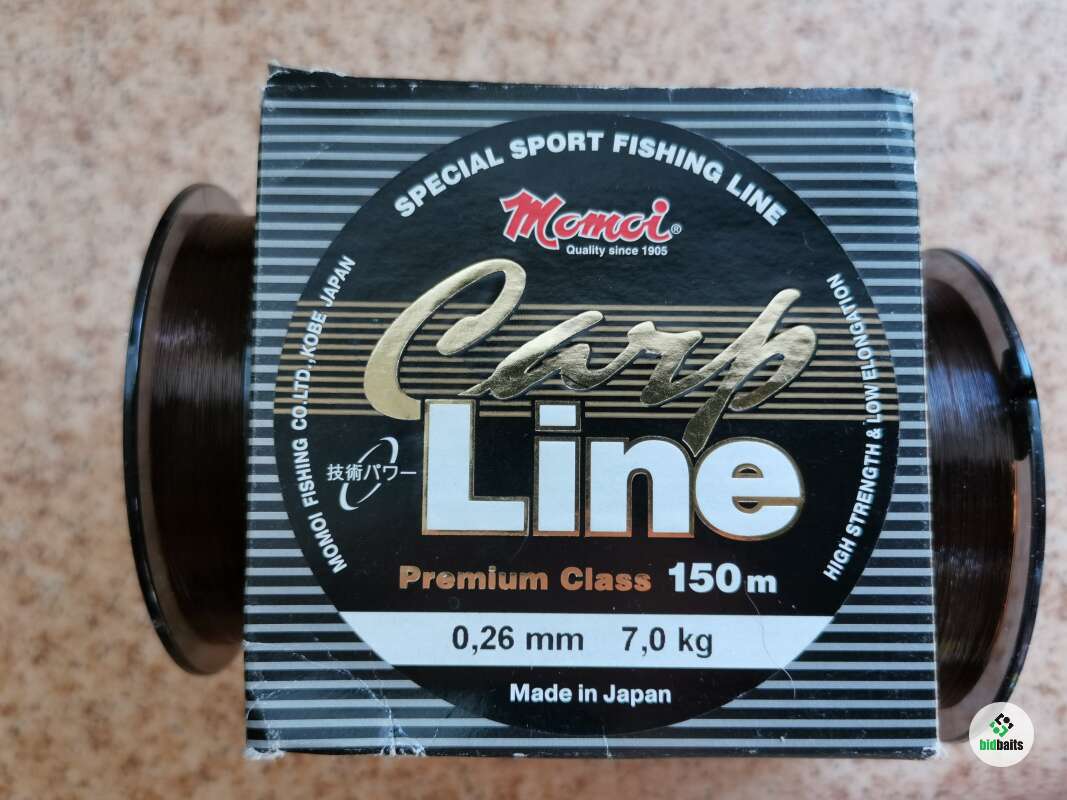 SPECIAL SPORT FISHING LINE
Momoi®
Quality since 1905
MOMOI FISHING CO.LTD.,KOBE JAPAN
HIGH STRENGTH & LOW ELONGATION
Carp
Line
技術パワー
Premium Class 150m
0,26 mm 7,0 kg
Made in Japan
bidbaits